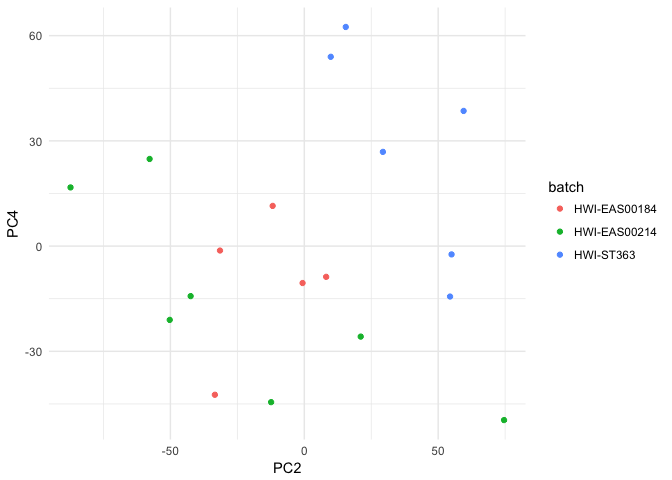 60
30
0
-30
PC4
-50
0
50
PC2
batch
HWI-EAS00184
HWI-EAS00214
HWI-ST363